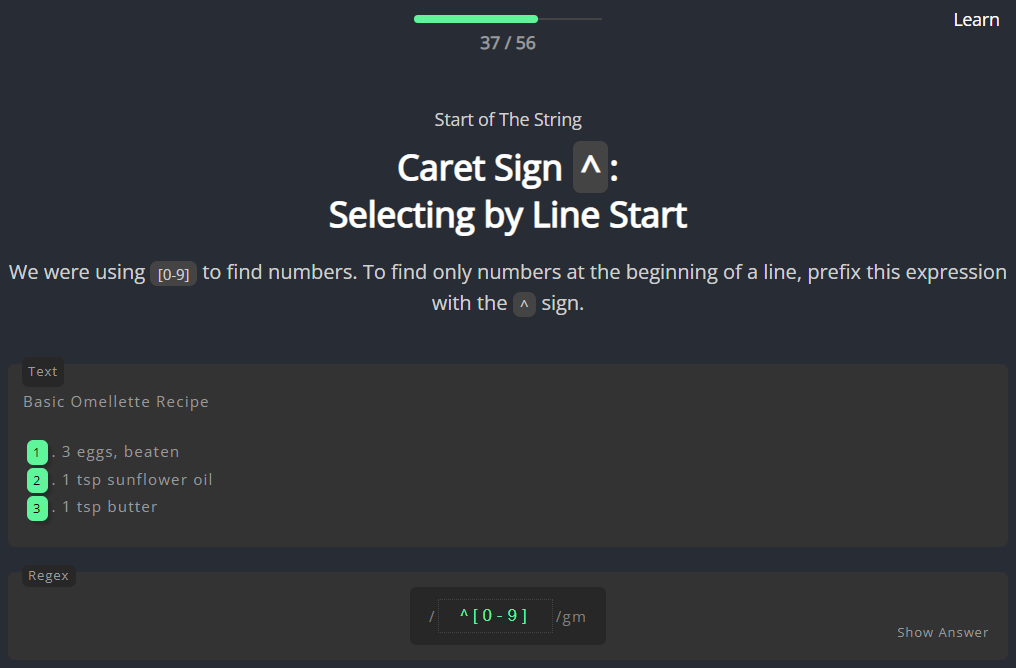 Learn
37 / 56
Start of The String
Caret Sign ^:
Selecting by Line Start
We were using [0-9] to find numbers. To find only numbers at the beginning of a line, prefix this expression
with the ^ sign.
Text
Basic Omellette Recipe
1. 3 eggs, beaten
2. 1 tsp sunflower oil
3. 1 tsp butter
Regex
/ ^[0-9] /gm
Show Answer